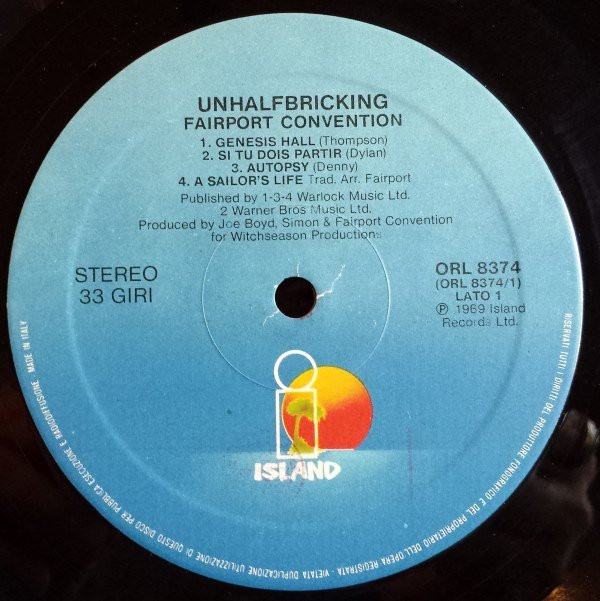 UNHALFBRICKING
FAIRPORT CONVENTION
1. GENESIS HALL (Thompson)
2. SI TU DOIS PARTIR (Dylan)
3. AUTOPSY (Denny)
4. A SAILOR'S LIFE Trad. Arr. Fairport
Published by 1-3-4 Warlock Music Ltd.
2 Warner Bros Music Ltd.
Produced by Joe Boyd, Simon & Fairport Convention
for Witchseason Productions
STEREO
33 GIRI
ORL 8374
(ORL 8374/1)
LATO 1
℗ 1969 Island
Records Ltd.
i
ISLAND
RISERVATI TUTTI I DIRITTI DEL PRODUTTORE FONOGRAFICO E DEL PROPRIETARIO DELL'OPERA REGISTRATA - VIETATA DUPLICAZIONE UTILIZZAZIONE DI QUESTO DISCO PER PUBBLICA ESECUZIONE E RADIODIFFUSIONE. MADE IN ITALY